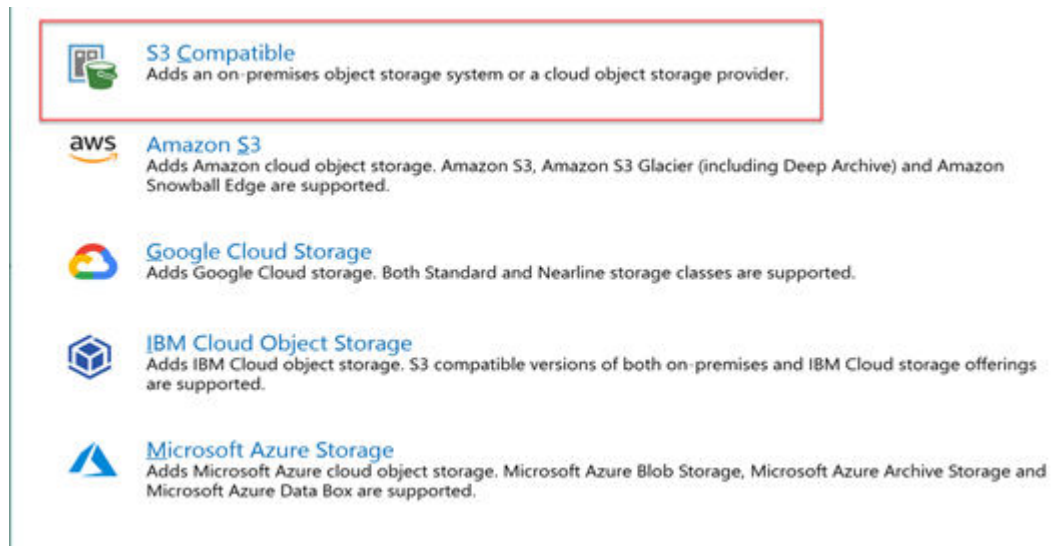 S3 Compatible
Adds an on-premises object storage system or a cloud object storage provider.
aws
Amazon S3
Adds Amazon cloud object storage. Amazon S3, Amazon S3 Glacier (including Deep Archive) and Amazon
Snowball Edge are supported.
Google Cloud Storage
Adds Google Cloud storage. Both Standard and Nearline storage classes are supported.
IBM Cloud Object Storage
Adds IBM Cloud object storage. S3 compatible versions of both on-premises and IBM Cloud storage offerings
are supported.
Microsoft Azure Storage
Adds Microsoft Azure cloud object storage. Microsoft Azure Blob Storage, Microsoft Azure Archive Storage and
Microsoft Azure Data Box are supported.